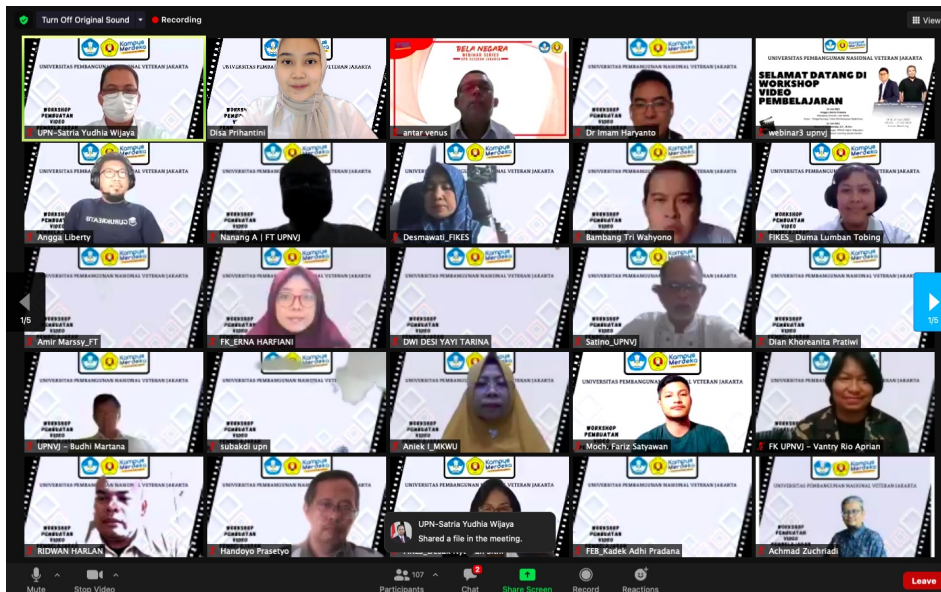 Turn Off Original Sound
Recording
View
UNIVERSITAS PEMBANGUNAN NASIONAL VETERAN JAKARTA
Kampus Merdeka
WORKSHOP
PEMBUATAN
VIDEO
UPN-Satria Yudhia Wijaya
Disa Prihantini
BELA NEGARA
WEBINAR SERIES
antar venus
Dr Imam Haryanto
SELAMAT DATANG DI
WORKSHOP
VIDEO
PEMBELAJARAN
webinar3 upnvj
Angga Liberty
Nanang A | FT UPNVJ
Desmawati_FIKES
Bambang Tri Wahyono
FIKES_ Duma Lumban Tobing
1/5
Amir Marssy_FT
FK_ERNA HARFIANI
DWI DESI YAYI TARINA
Satino_UPNVJ
Dian Khoreanita Pratiwi
1/5
UPNVJ - Budhi Martana
subakdi upn
Aniek I_MKWU
Moch. Fariz Satyawan
FK UPNVJ - Vantry Rio Aprian
RIDWAN HARLAN
Handoyo Prasetyo
UPN-Satria Yudhia Wijaya
Shared a file in the meeting.
FEB_Kadek Adhi Pradana
Achmad Zuchriadi
Mute
Stop Video
107
Participants
2
Chat
Share Screen
Record
Reactions
Leave